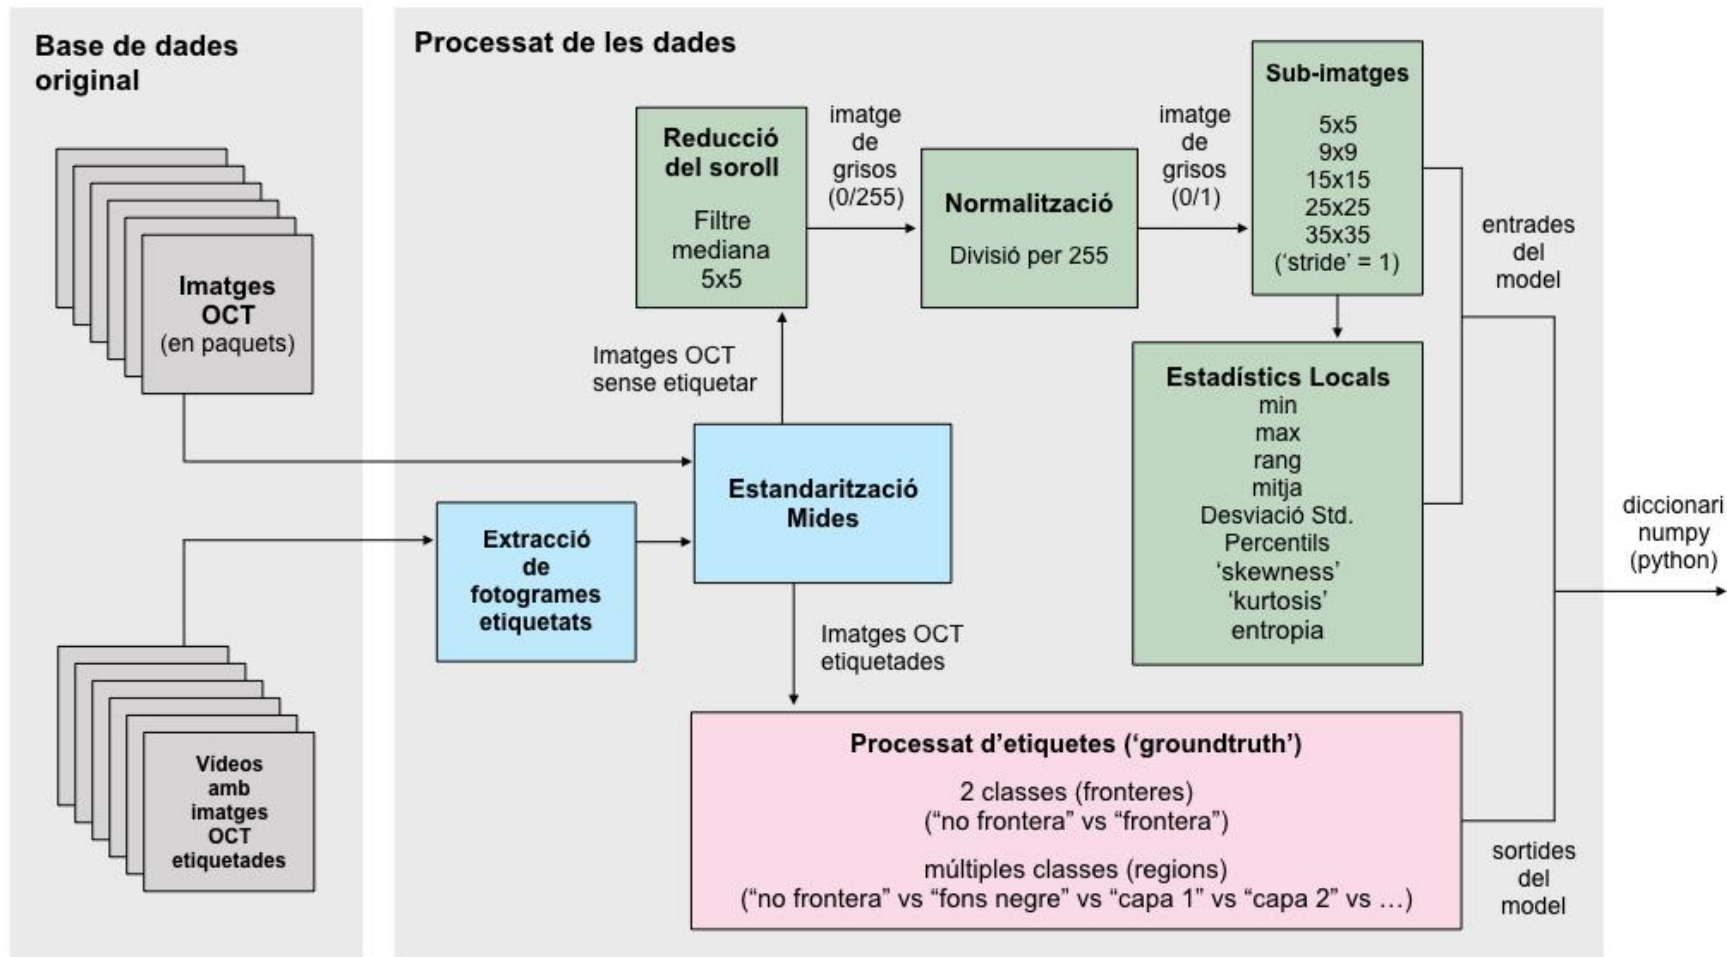 Base de dades
original
Imatges
OCT
(en paquets)
Vídeos
amb
imatges
OCT
etiquetades
Processat de les dades
Extracció
de
fotogrames
etiquetats
Estandarització
Mides
Imatges OCT
sense etiquetar
Reducció
del soroll
Filtre
mediana
5x5
imatge
de
grisos
(0/255)
Normalització
Divisió per 255
imatge
de
grisos
(0/1)
Sub-imatges
5x5
9x9
15x15
25x25
35x35
(‘stride’ = 1)
Estadístics Locals
min
max
rang
mitja
Desviació Std.
Percentils
‘skewness’
‘kurtosis’
entropia
entrades
del
model
Imatges OCT
etiquetades
Processat d’etiquetes (‘groundtruth’)
2 classes (fronteres)
(“no frontera” vs “frontera”)
múltiples classes (regions)
(“no frontera” vs “fons negre” vs “capa 1” vs “capa 2” vs …)
sortides
del
model
diccionari
numpy
(python)